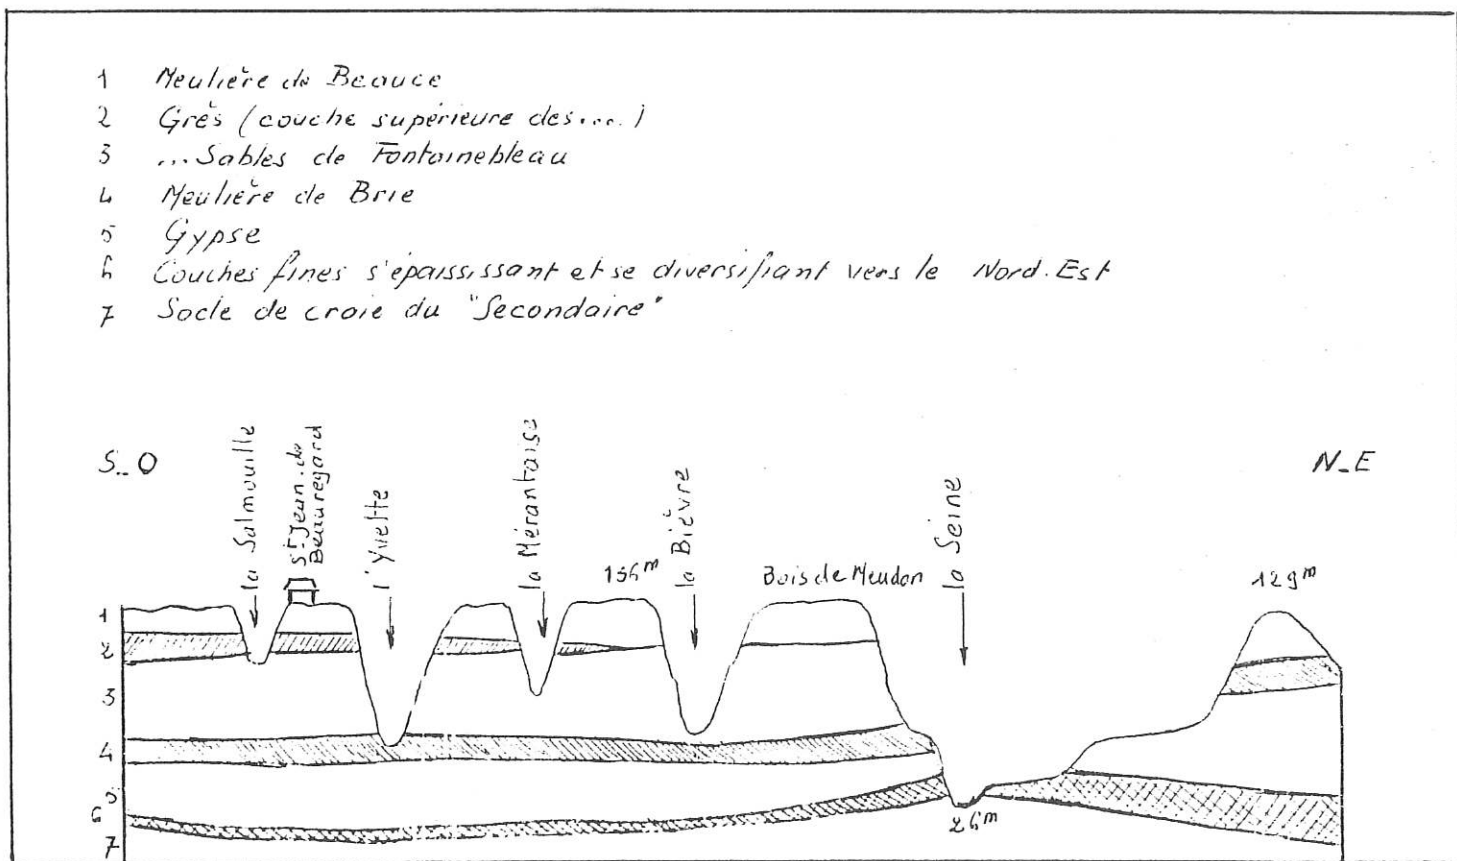 1 Meulière de Beauce
2 Grès (couche supérieure des....)
3 ...Sables de Fontainebleau
4 Meulière de Brie
5 Gypse
6 Couches fines s'épaississant et se diversifiant vers le Nord.Est
7 Socle de craie du "Secondaire"
S_O
la Salmouille
St Jean.de
Beauregard
l'Yvette
la Mérantaise
156m
la Bièvre
Bois de Meudon
la Seine
N_E
129m
1
2
3
4
5
6
7
26m